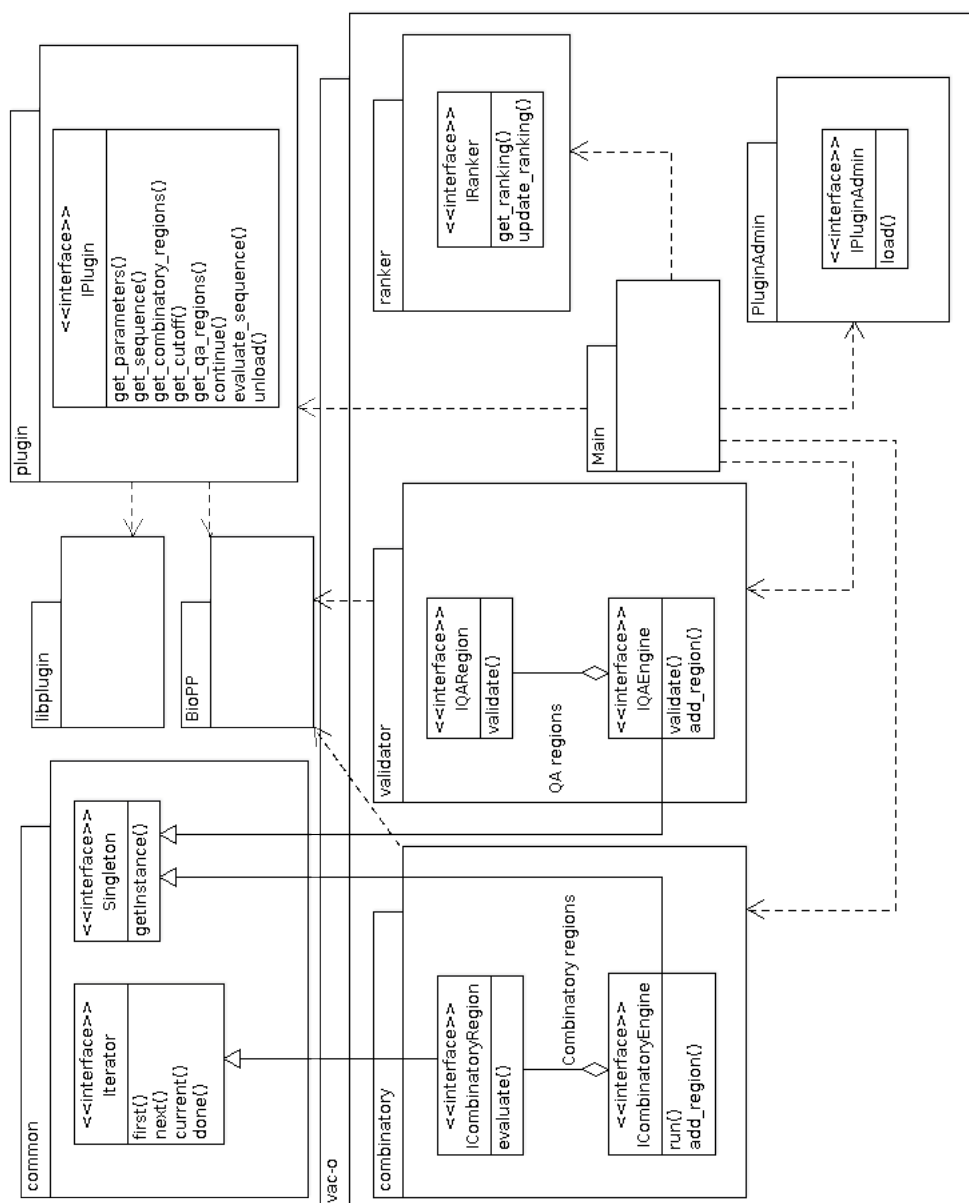 common
<<interface>>
Iterator
first()
next()
current()
done()
<<interface>>
Singleton
getInstance()
libplugin
BioPP
plugin
<<interface>>
IPlugin
get_parameters()
get_sequence()
get_combinatory_regions()
get_cutoff()
get_qa_regions()
continue()
evaluate_sequence()
unload()
vac-o
combinatory
<<interface>>
ICombinatoryRegion
evaluate()
Combinatory regions
<<interface>>
ICombinatoryEngine
run()
add_region()
validator
<<interface>>
IQARegion
validate()
QA regions
<<interface>>
IQAEngine
validate()
add_region()
Main
ranker
<<interface>>
IRanker
get_ranking()
update_ranking()
PluginAdmin
<<interface>>
IPluginAdmin
load()